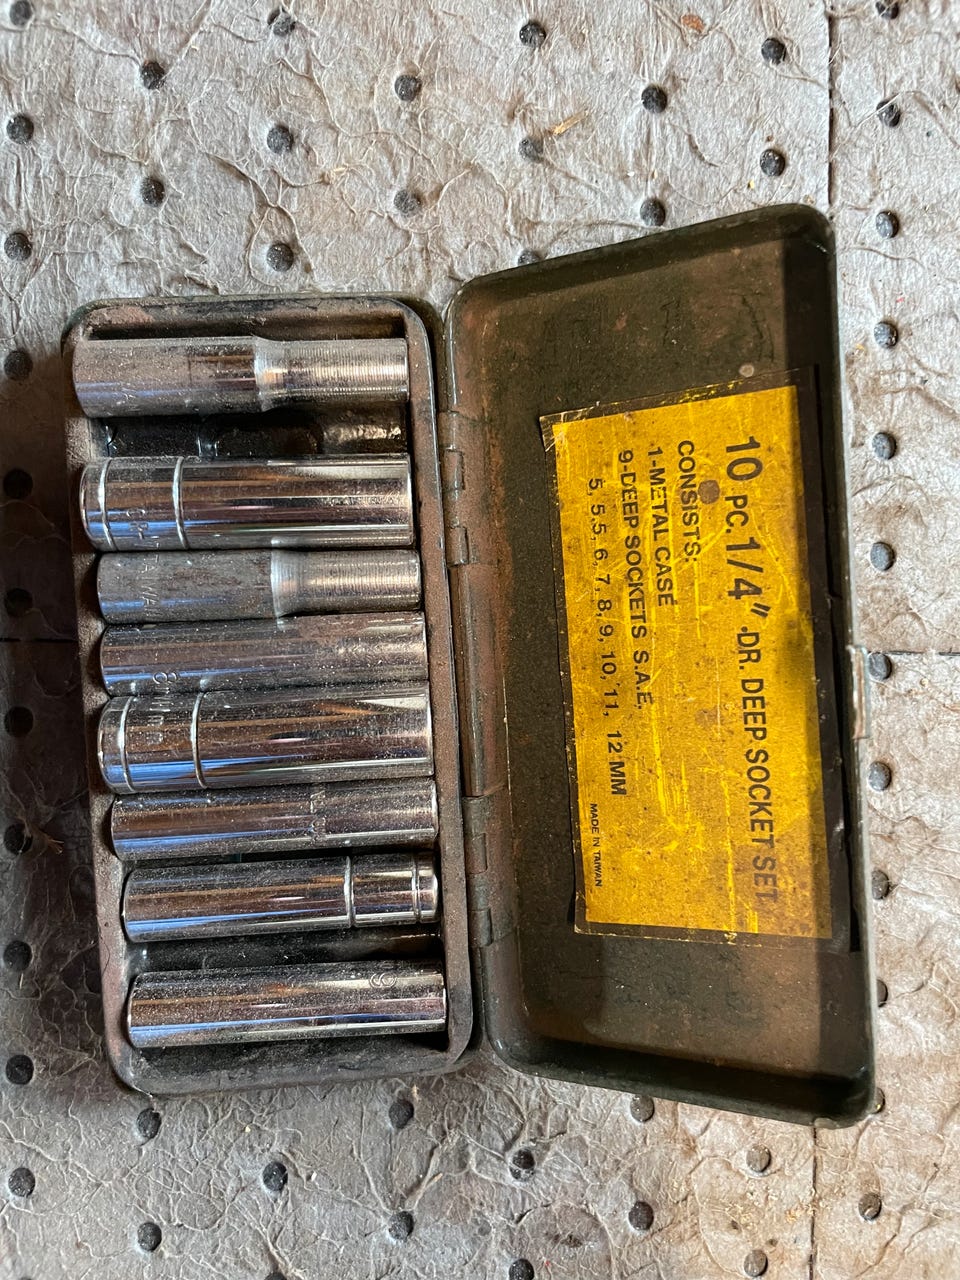 10 PC. 1/4" DR. DEEP SOCKET SET
CONSISTS:
1-METAL CASE
9-DEEP SOCKETS S.A.E.
5, 5.5, 6, 7, 8, 9, 10, 11, 12 MM
MADE IN TAIWAN
8mm